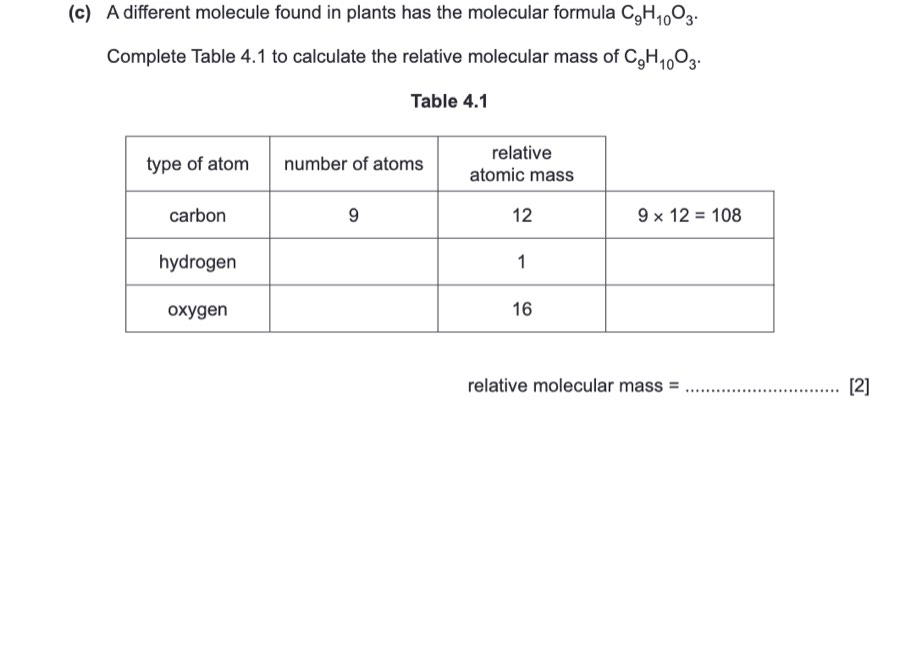 (c) A different molecule found in plants has the molecular formula C₉H₁₀O₃.
Complete Table 4.1 to calculate the relative molecular mass of C₉H₁₀O₃.
Table 4.1
type of atom number of atoms relative atomic mass
carbon 9 12 9 × 12 = 108
hydrogen 1
oxygen 16
relative molecular mass = .............................. [2]